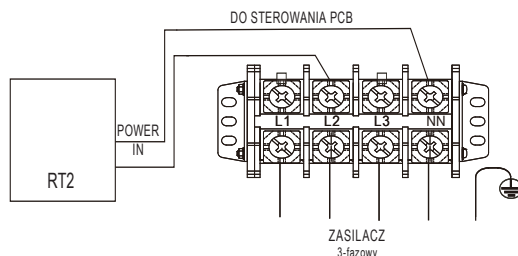 DO STEROWANIA PCB
L1 L2 L3 NN
POWER
IN
RT2
ZASILACZ
3-fazowy